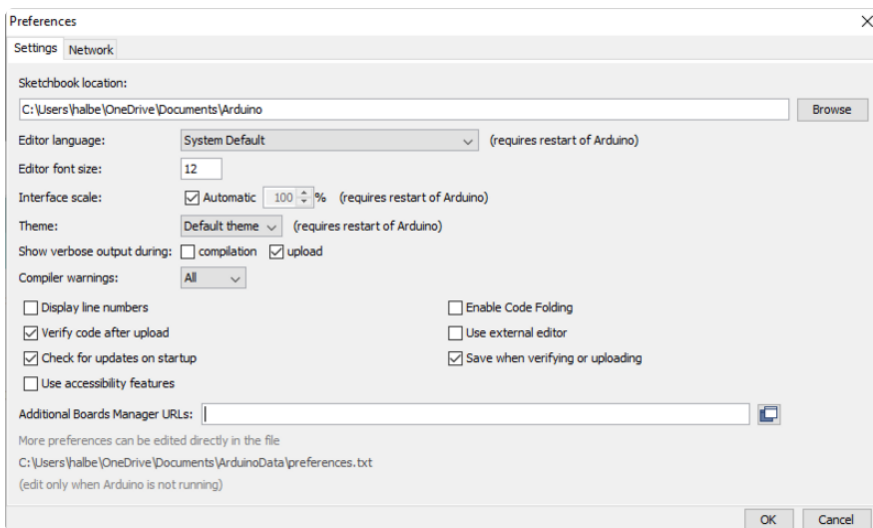 Preferences
Settings Network
Sketchbook location:
C:\Users\halbe\OneDrive\Documents\Arduino Browse
Editor language: System Default (requires restart of Arduino)
Editor font size: 12
Interface scale: Automatic 100 % (requires restart of Arduino)
Theme: Default theme (requires restart of Arduino)
Show verbose output during: compilation upload
Compiler warnings: All
Display line numbers Enable Code Folding
Verify code after upload Use external editor
Check for updates on startup Save when verifying or uploading
Use accessibility features
Additional Boards Manager URLs:
More preferences can be edited directly in the file
C:\Users\halbe\OneDrive\Documents\ArduinoData\preferences.txt
(edit only when Arduino is not running)
OK Cancel